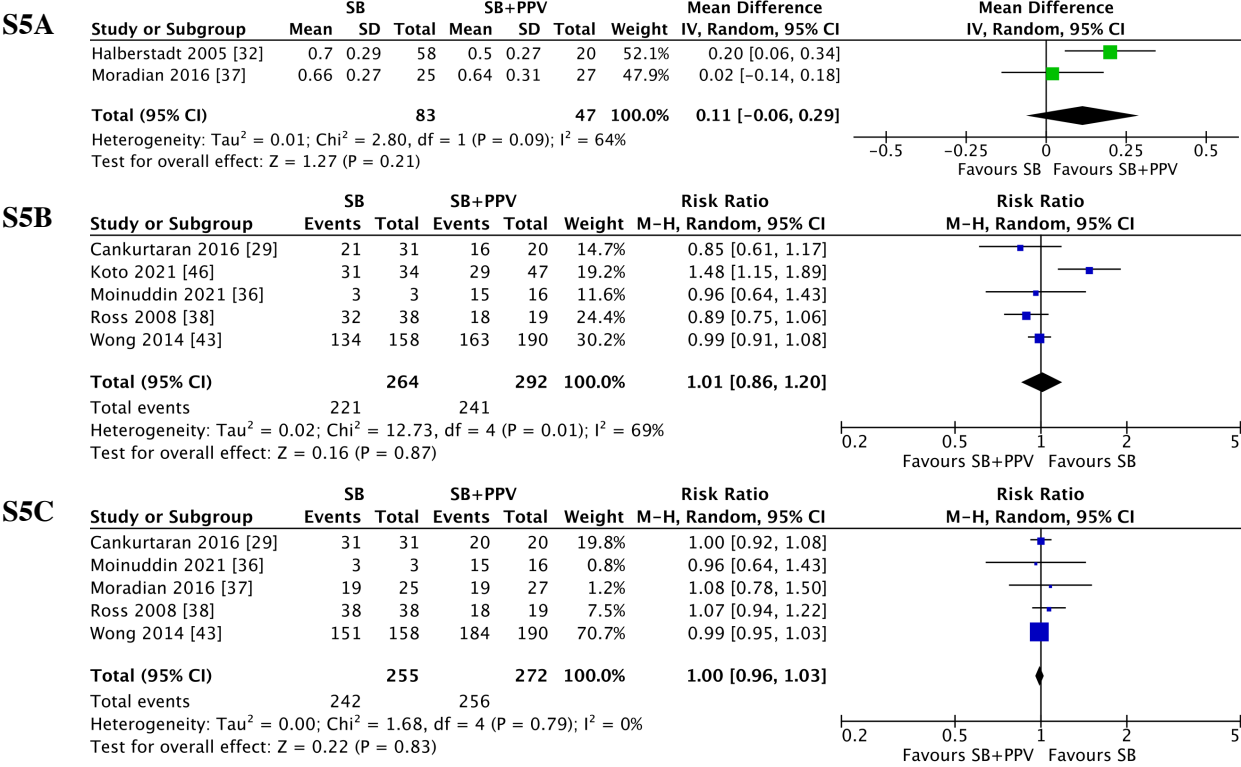 S5A
SB SB+PPV Mean Difference Mean Difference
Study or Subgroup Mean SD Total Mean SD Total Weight IV, Random, 95% CI IV, Random, 95% CI
Halberstadt 2005 [32] 0.7 0.29 58 0.5 0.27 20 52.1% 0.20 [0.06, 0.34]
Moradian 2016 [37] 0.66 0.27 25 0.64 0.31 27 47.9% 0.02 [-0.14, 0.18]
Total (95% CI) 83 47 100.0% 0.11 [-0.06, 0.29]
Heterogeneity: Tau² = 0.01; Chi² = 2.80, df = 1 (P = 0.09); I² = 64%
Test for overall effect: Z = 1.27 (P = 0.21)
-0.5 -0.25 0 0.25 0.5
Favours SB Favours SB+PPV
S5B
SB SB+PPV Risk Ratio Risk Ratio
Study or Subgroup Events Total Events Total Weight M-H, Random, 95% CI M-H, Random, 95% CI
Cankurtaran 2016 [29] 21 31 16 20 14.7% 0.85 [0.61, 1.17]
Koto 2021 [46] 31 34 29 47 19.2% 1.48 [1.15, 1.89]
Moinuddin 2021 [36] 3 3 15 16 11.6% 0.96 [0.64, 1.43]
Ross 2008 [38] 32 38 18 19 24.4% 0.89 [0.75, 1.06]
Wong 2014 [43] 134 158 163 190 30.2% 0.99 [0.91, 1.08]
Total (95% CI) 264 292 100.0% 1.01 [0.86, 1.20]
Total events 221 241
Heterogeneity: Tau² = 0.02; Chi² = 12.73, df = 4 (P = 0.01); I² = 69%
Test for overall effect: Z = 0.16 (P = 0.87)
0.2 0.5 1 2 5
Favours SB+PPV Favours SB
S5C
SB SB+PPV Risk Ratio Risk Ratio
Study or Subgroup Events Total Events Total Weight M-H, Random, 95% CI M-H, Random, 95% CI
Cankurtaran 2016 [29] 31 31 20 20 19.8% 1.00 [0.92, 1.08]
Moinuddin 2021 [36] 3 3 15 16 0.8% 0.96 [0.64, 1.43]
Moradian 2016 [37] 19 25 19 27 1.2% 1.08 [0.78, 1.50]
Ross 2008 [38] 38 38 18 19 7.5% 1.07 [0.94, 1.22]
Wong 2014 [43] 151 158 184 190 70.7% 0.99 [0.95, 1.03]
Total (95% CI) 255 272 100.0% 1.00 [0.96, 1.03]
Total events 242 256
Heterogeneity: Tau² = 0.00; Chi² = 1.68, df = 4 (P = 0.79); I² = 0%
Test for overall effect: Z = 0.22 (P = 0.83)
0.2 0.5 1 2 5
Favours SB+PPV Favours SB